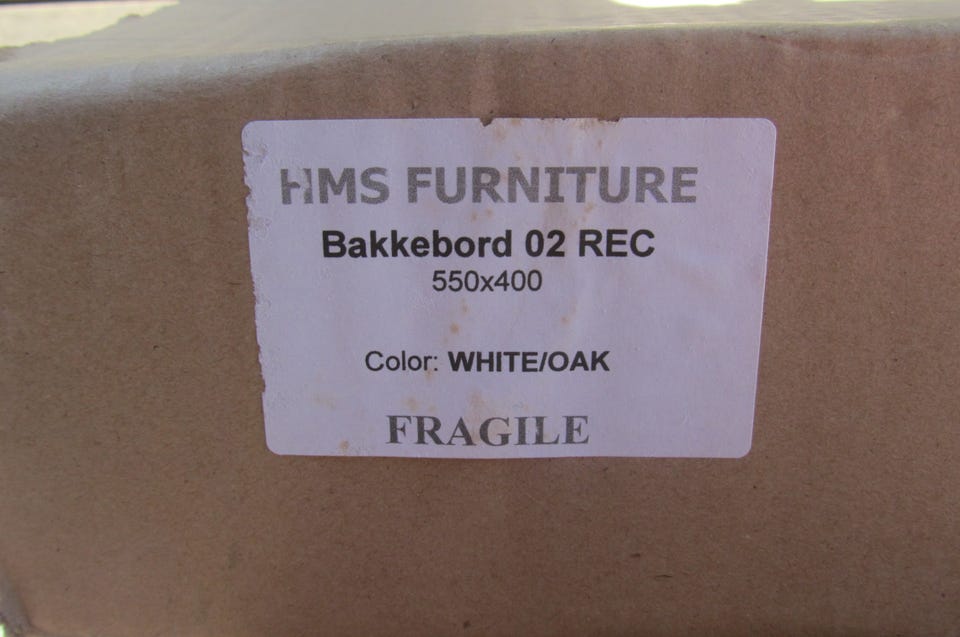 HMS FURNITURE
Bakkebord 02 REC
550x400
Color: WHITE/OAK
FRAGILE